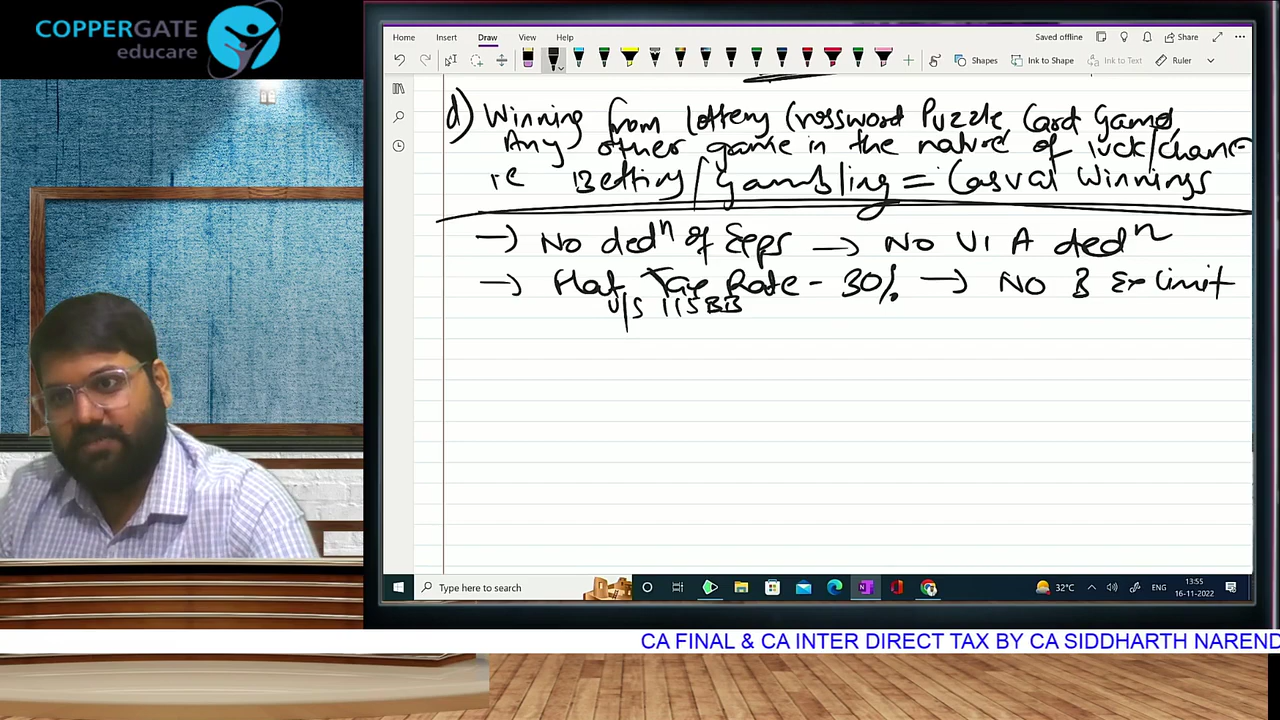 COPPERGATE
educare
Home Insert Draw View Help
Saved offline
Share
Shapes
Ink to Shape
Ink to Text
Ruler
d) Winning from lottery Crossword Puzzle Card Games,
Any other game in the nature of luck/chance
ie Betting/Gambling = Casual Winnings
→ No dedⁿ of Exps → No VI A dedⁿ
→ Flat Tax Rate - 30% → No B Ex limit
U/S 115BB
Type here to search
32°C
ENG
13:55
16-11-2022
CA FINAL & CA INTER DIRECT TAX BY CA SIDDHARTH NAREND